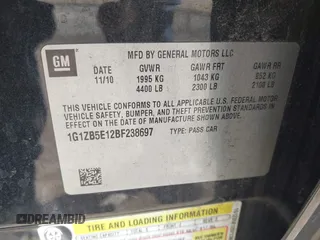 GM
MFD BY GENERAL MOTORS LLC
DATE GVWR GAWR FRT GAWR RR
11/10 1995 KG 1043 KG 952 KG
4400 LB 2300 LB 2100 LB
THIS VEHICLE CONFORMS TO ALL APPLICABLE U.S. FEDERAL MOTOR
VEHICLE SAFETY, BUMPER, AND THEFT PREVENTION STANDARDS
IN EFFECT ON THE DATE OF MANUFACTURE SHOWN ABOVE.
1G1ZB5E12BF238697 TYPE: PASS CAR
TIRE AND LOADING INFORMATION
DREAMBID